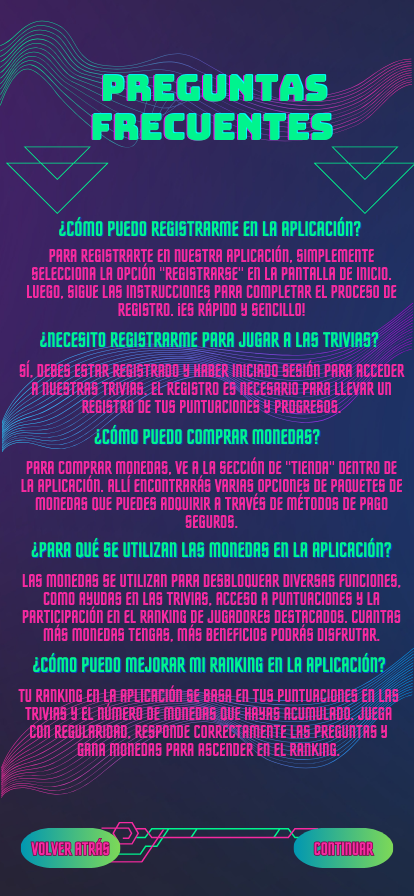 PREGUNTAS
FRECUENTES
¿CÓMO PUEDO REGISTRARME EN LA APLICACIÓN?
PARA REGISTRARTE EN NUESTRA APLICACIÓN, SIMPLEMENTE
SELECCIONA LA OPCIÓN "REGISTRARSE" EN LA PANTALLA DE INICIO.
LUEGO, SIGUE LAS INSTRUCCIONES PARA COMPLETAR EL PROCESO DE
REGISTRO. ¡ES RÁPIDO Y SENCILLO!
¿NECESITO REGISTRARME PARA JUGAR A LAS TRIVIAS?
SÍ, DEBES ESTAR REGISTRADO Y HABER INICIADO SESIÓN PARA ACCEDER
A NUESTRAS TRIVIAS. EL REGISTRO ES NECESARIO PARA LLEVAR UN
REGISTRO DE TUS PUNTUACIONES Y PROGRESOS.
¿CÓMO PUEDO COMPRAR MONEDAS?
PARA COMPRAR MONEDAS, VE A LA SECCIÓN DE "TIENDA" DENTRO DE
LA APLICACIÓN. ALLÍ ENCONTRARÁS VARIAS OPCIONES DE PAQUETES DE
MONEDAS QUE PUEDES ADQUIRIR A TRAVÉS DE MÉTODOS DE PAGO
SEGUROS.
¿PARA QUÉ SE UTILIZAN LAS MONEDAS EN LA APLICACIÓN?
LAS MONEDAS SE UTILIZAN PARA DESBLOQUEAR DIVERSAS FUNCIONES,
COMO AYUDAS EN LAS TRIVIAS, ACCESO A PUNTUACIONES Y LA
PARTICIPACIÓN EN EL RANKING DE JUGADORES DESTACADOS. CUANTAS
MÁS MONEDAS TENGAS, MÁS BENEFICIOS PODRÁS DISFRUTAR.
¿CÓMO PUEDO MEJORAR MI RANKING EN LA APLICACIÓN?
TU RANKING EN LA APLICACIÓN SE BASA EN TUS PUNTUACIONES EN LAS
TRIVIAS Y EL NÚMERO DE MONEDAS QUE HAYAS ACUMULADO. JUEGA
CON REGULARIDAD, RESPONDE CORRECTAMENTE LAS PREGUNTAS Y
GANA MONEDAS PARA ASCENDER EN EL RANKING.
VOLVER ATRÁS
CONTINUAR